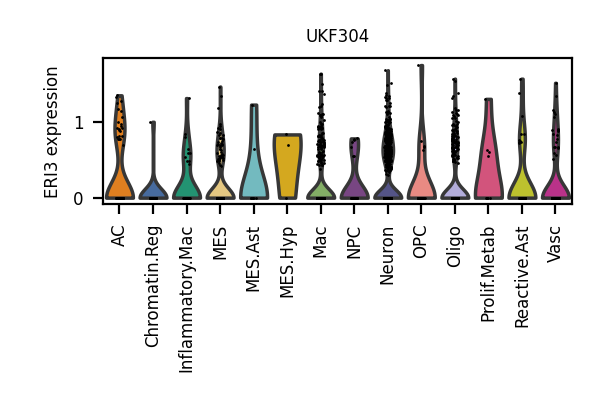 UKF304
ERI3 expression
1
0
AC
Chromatin.Reg
Inflammatory.Mac
MES
MES.Ast
MES.Hyp
Mac
NPC
Neuron
OPC
Oligo
Prolif.Metab
Reactive.Ast
Vasc